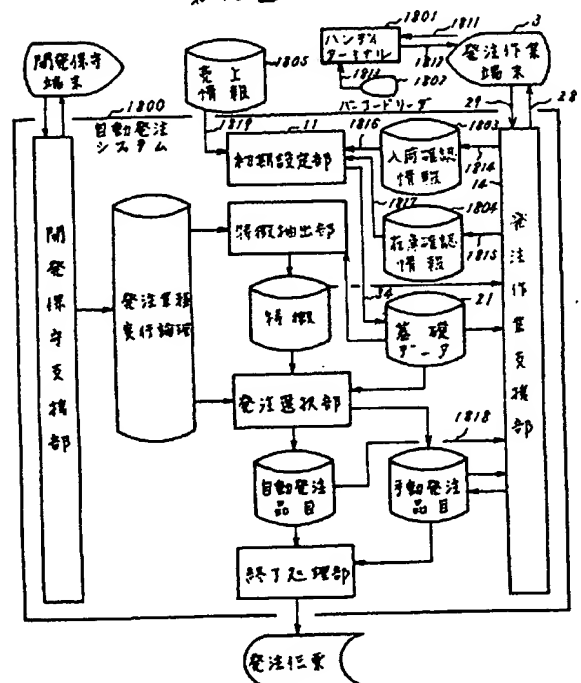 1801
1811
3
ハンディ
ターミナル
1812
発注作業
端末
開発保守
端末
売上
情報
1805
1802
バーコードリーダ
29
28
1800
自動発注
システム
1819
11
1816
1803
初期設定部
入荷確認
情報
1814
14
1817
1804
在庫確認
情報
1815
開発保守支援部
発注業務
実行論理
特徴抽出部
34
21
特徴
基礎
データ
発注作業支援部
発注選択部
1818
自動発注
品目
手動発注
品目
終了処理部
発注伝票